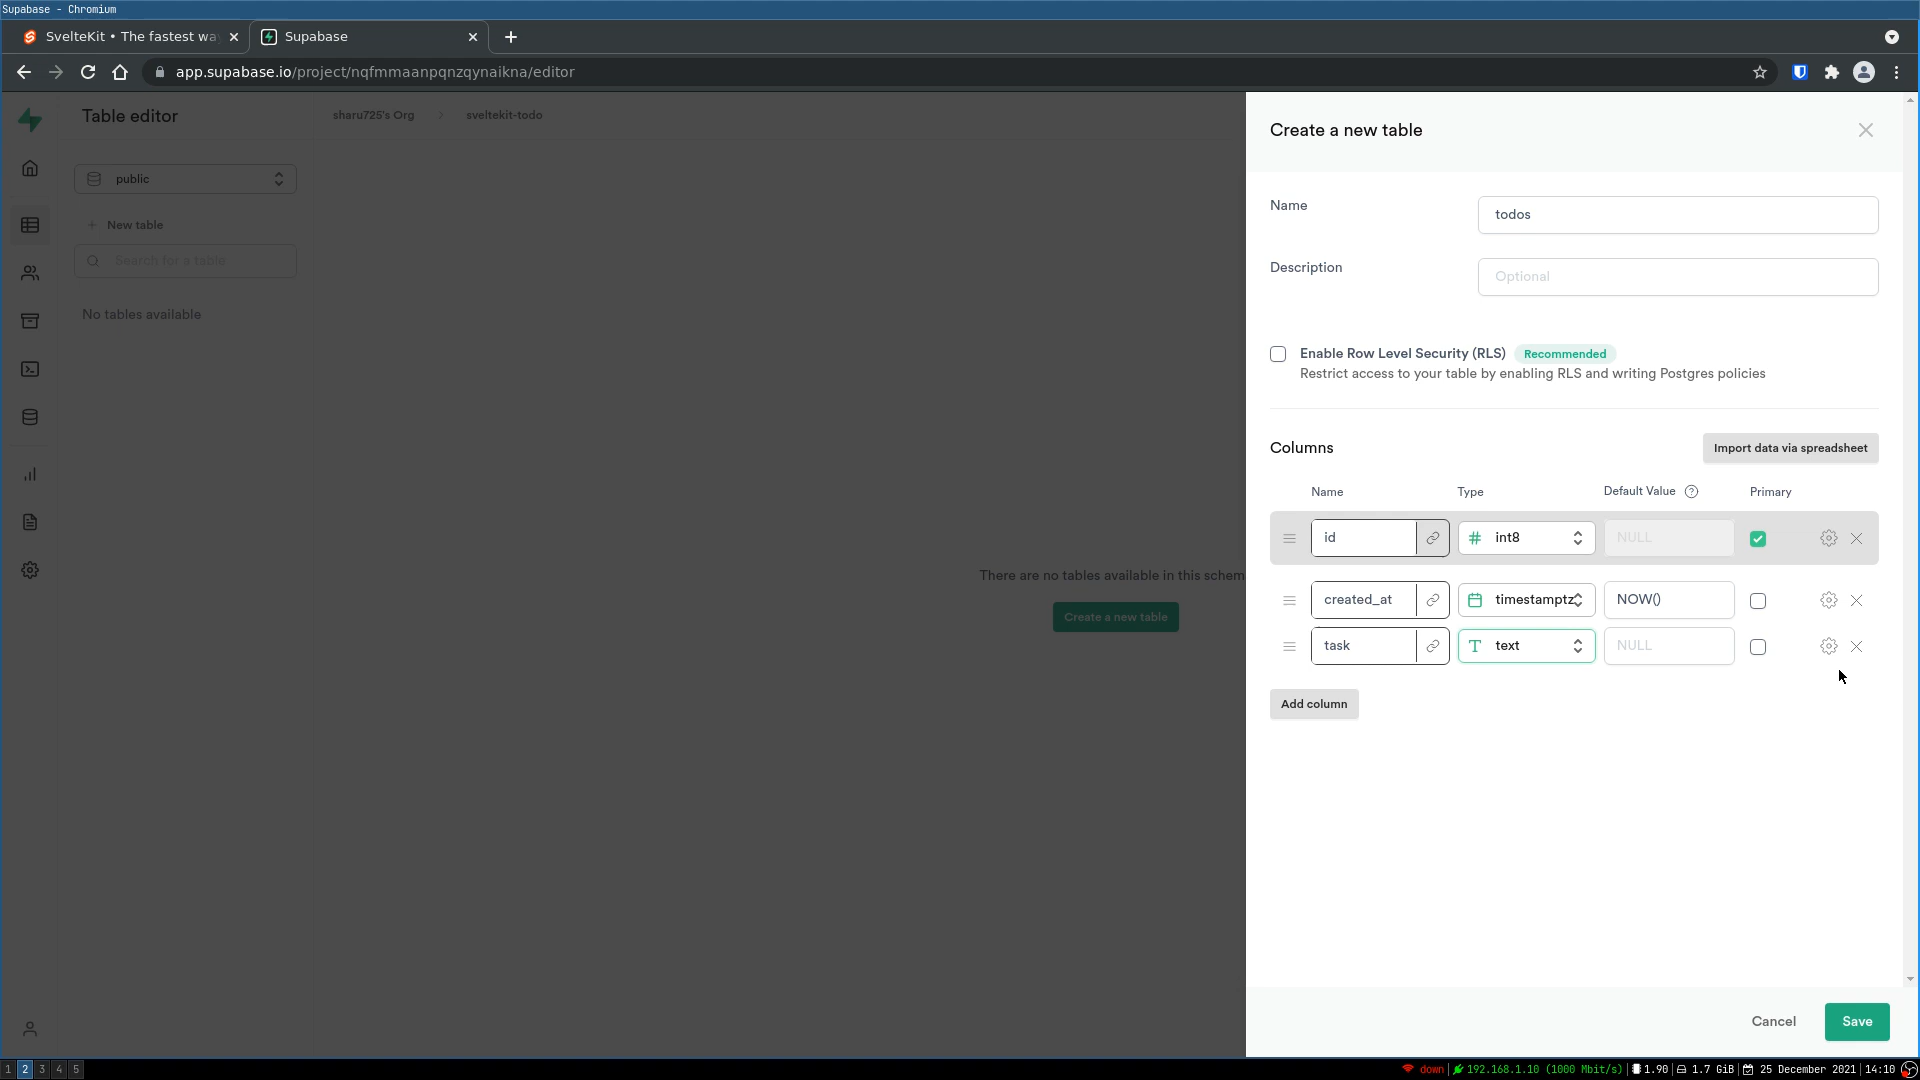 Supabase - Chromium
SvelteKit • The fastest wa
Supabase
app.supabase.io/project/nqfmmaanpqnzqynaikna/editor
Table editor
sharu725's Org > sveltekit-todo
public
+ New table
Search for a table
No tables available
There are no tables available in this schem
Create a new table
Create a new table
Name
todos
Description
Optional
Enable Row Level Security (RLS) Recommended
Restrict access to your table by enabling RLS and writing Postgres policies
Columns
Import data via spreadsheet
Name Type Default Value ? Primary
id # int8 NULL
created_at timestamptz NOW()
task T text NULL
Add column
Cancel Save
1 2 3 4 5
down 192.168.1.10 (1000 Mbit/s) 1.90 1.7 GiB 25 December 2021 14:10